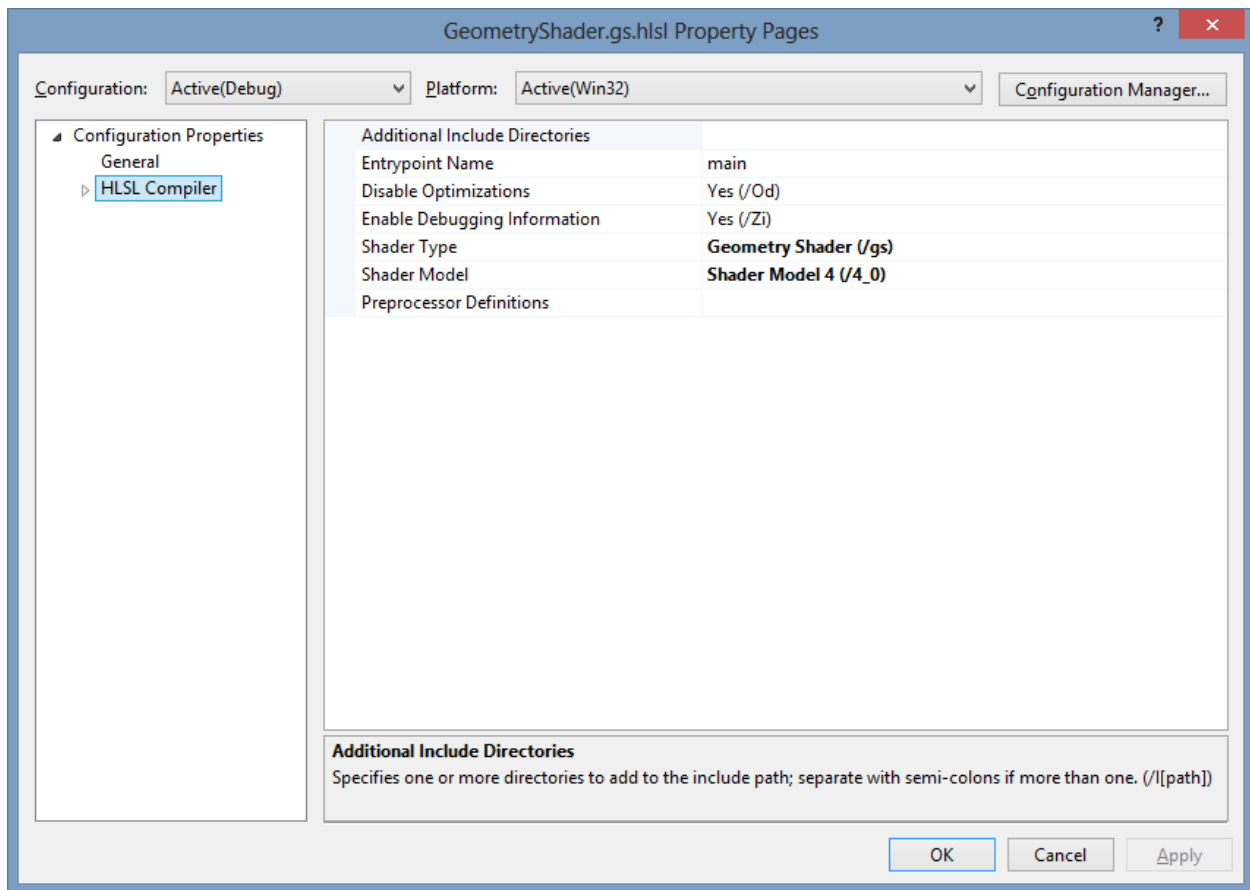 GeometryShader.gs.hlsl Property Pages
?
Configuration: Active(Debug) Platform: Active(Win32) Configuration Manager...
Configuration Properties
General
HLSL Compiler
Additional Include Directories
Entrypoint Name main
Disable Optimizations Yes (/Od)
Enable Debugging Information Yes (/Zi)
Shader Type Geometry Shader (/gs)
Shader Model Shader Model 4 (/4_0)
Preprocessor Definitions
Additional Include Directories
Specifies one or more directories to add to the include path; separate with semi-colons if more than one. (/I[path])
OK Cancel Apply